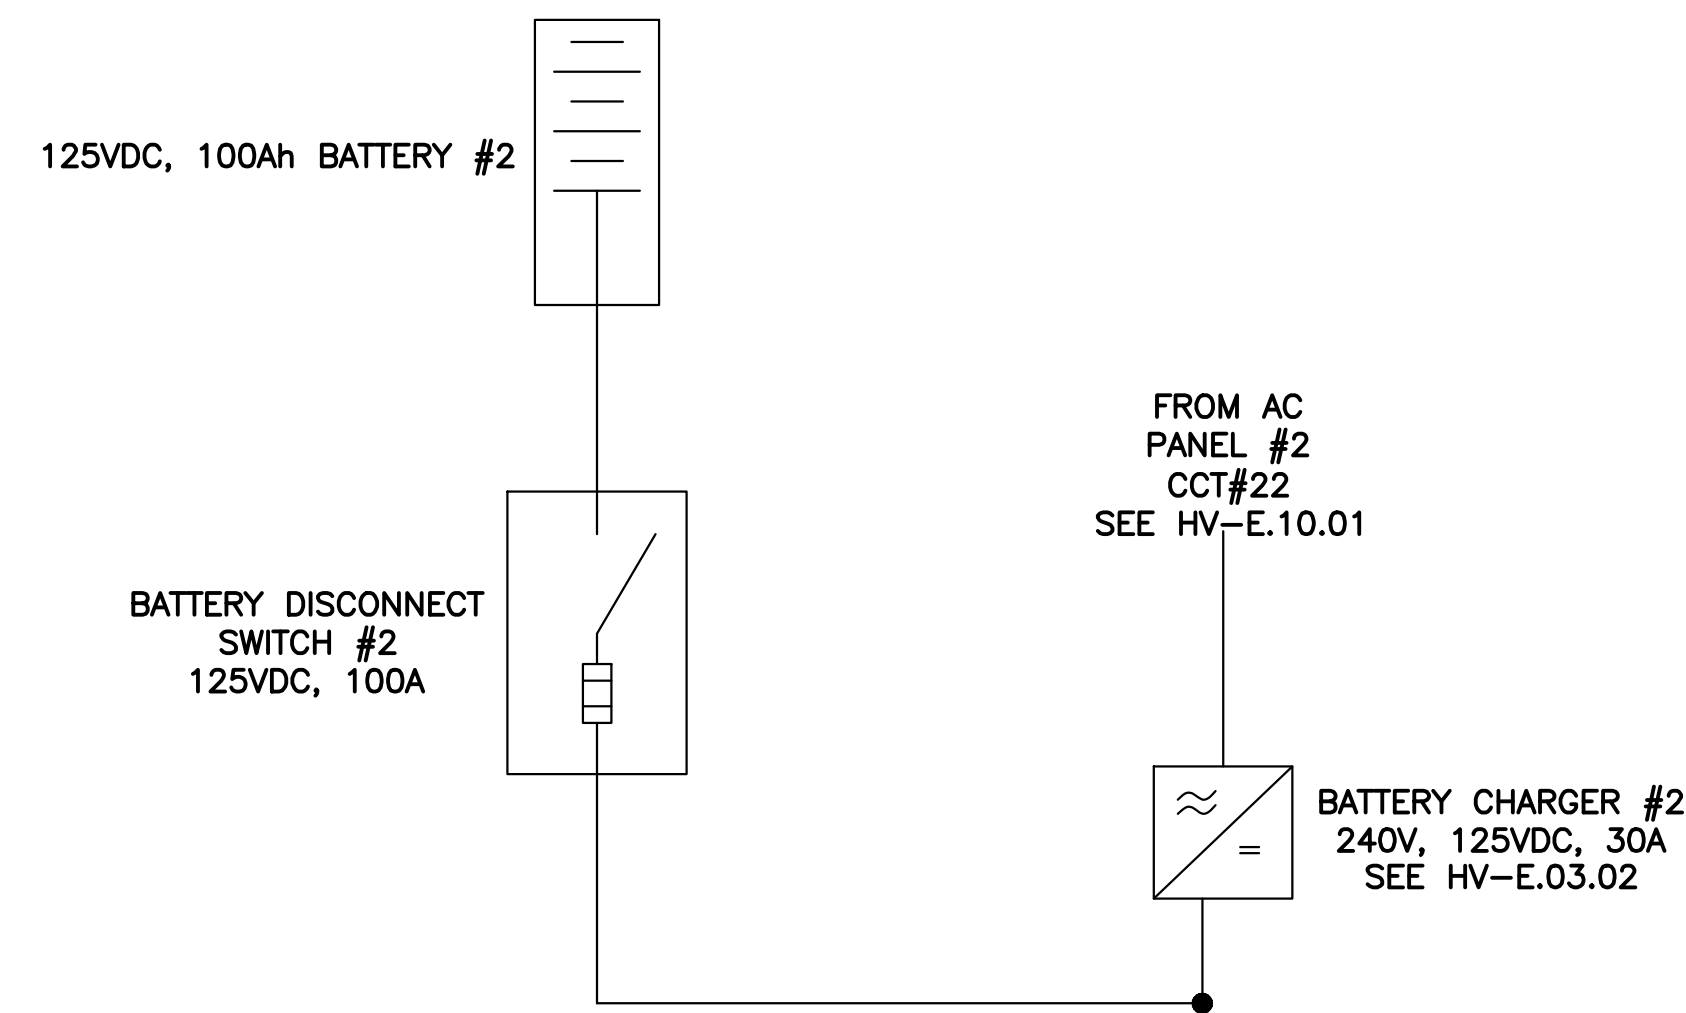 125VDC, 100Ah BATTERY #2
FROM AC
PANEL #2
CCT#22
SEE HV-E.10.01
BATTERY DISCONNECT
SWITCH #2
125VDC, 100A
BATTERY CHARGER #2
240V, 125VDC, 30A
SEE HV-E.03.02